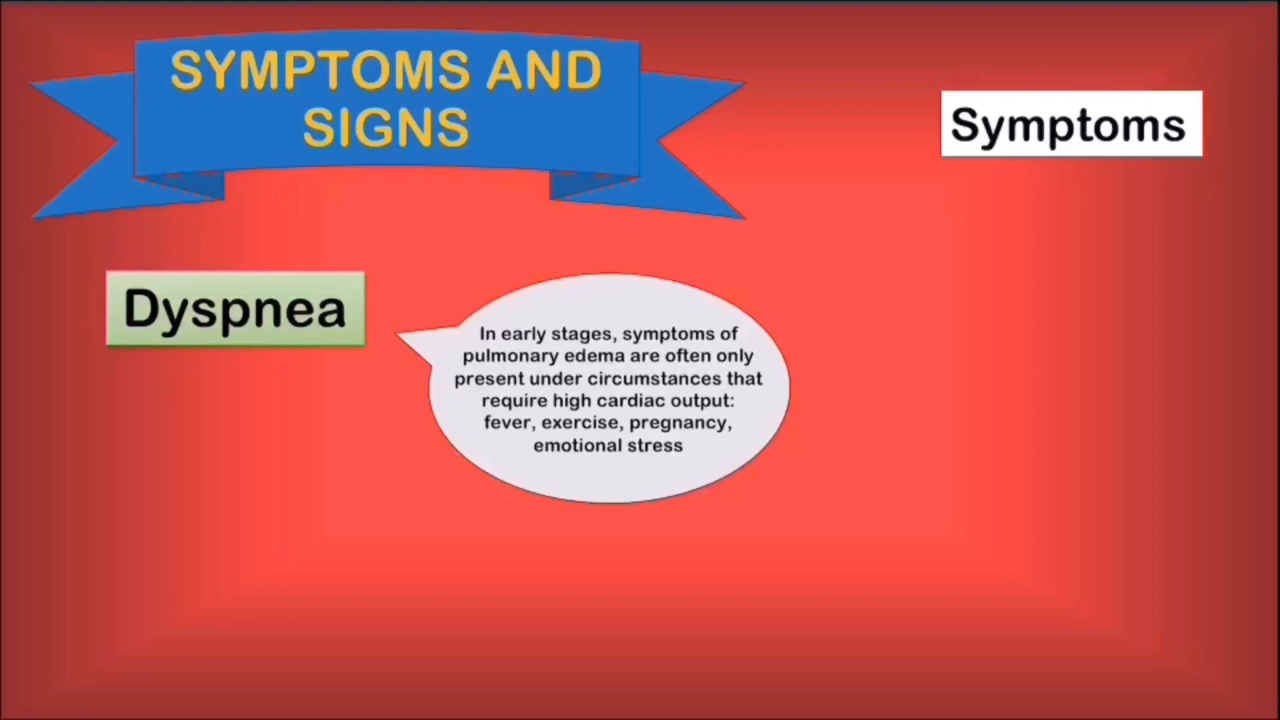 SYMPTOMS AND
SIGNS
Symptoms
Dyspnea
In early stages, symptoms of
pulmonary edema are often only
present under circumstances that
require high cardiac output:
fever, exercise, pregnancy,
emotional stress